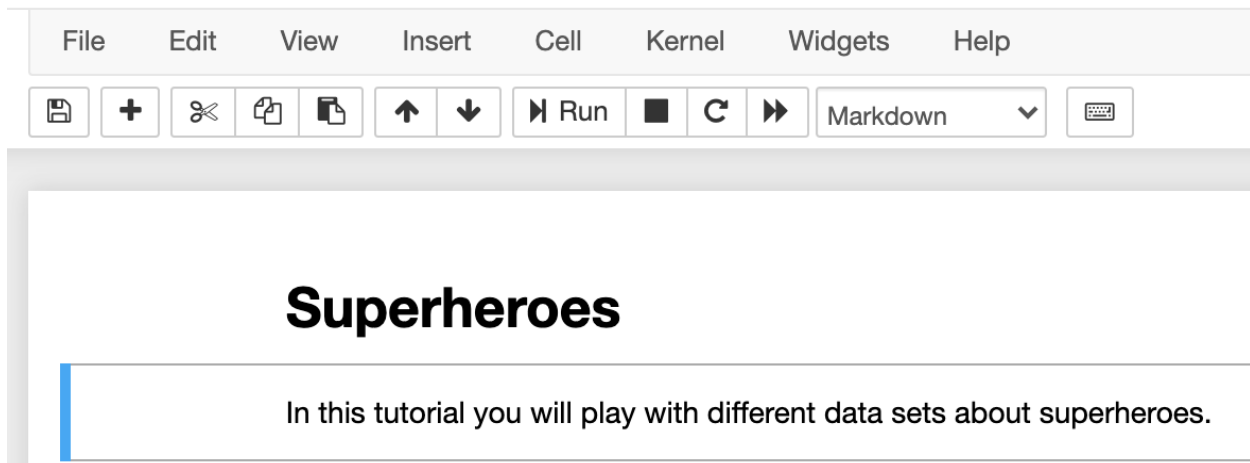 File Edit View Insert Cell Kernel Widgets Help
Run Markdown
Superheroes
In this tutorial you will play with different data sets about superheroes.